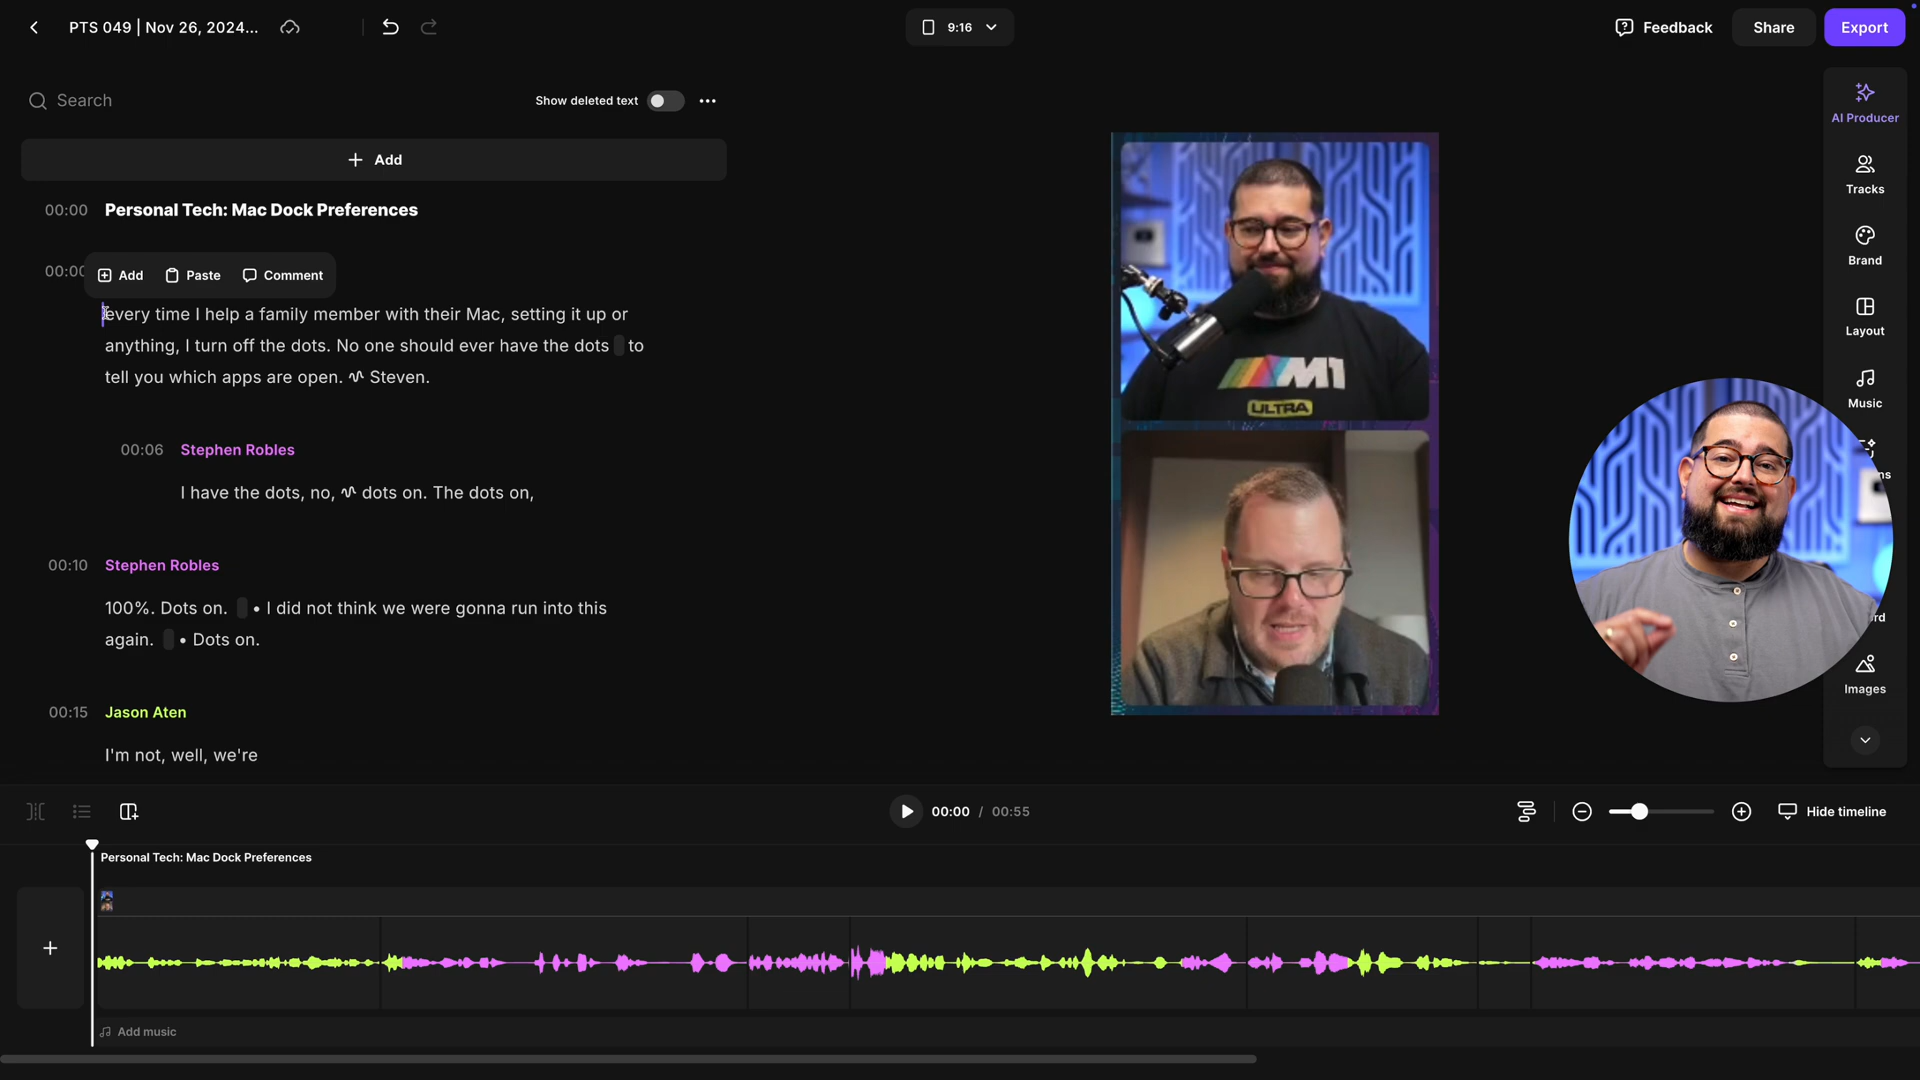 PTS 049 | Nov 26, 2024...
9:16
Feedback
Share
Export
Search
Show deleted text
Add
00:00 Personal Tech: Mac Dock Preferences
00:00
Add Paste Comment
every time I help a family member with their Mac, setting it up or
anything, I turn off the dots. No one should ever have the dots to
tell you which apps are open. Steven.
00:06 Stephen Robles
I have the dots, no, dots on. The dots on,
00:10 Stephen Robles
100%. Dots on. • I did not think we were gonna run into this
again. • Dots on.
00:15 Jason Aten
I'm not, well, we're
M1
ULTRA
AI Producer
Tracks
Brand
Layout
Music
Images
00:00 / 00:55
Hide timeline
Personal Tech: Mac Dock Preferences
Add music